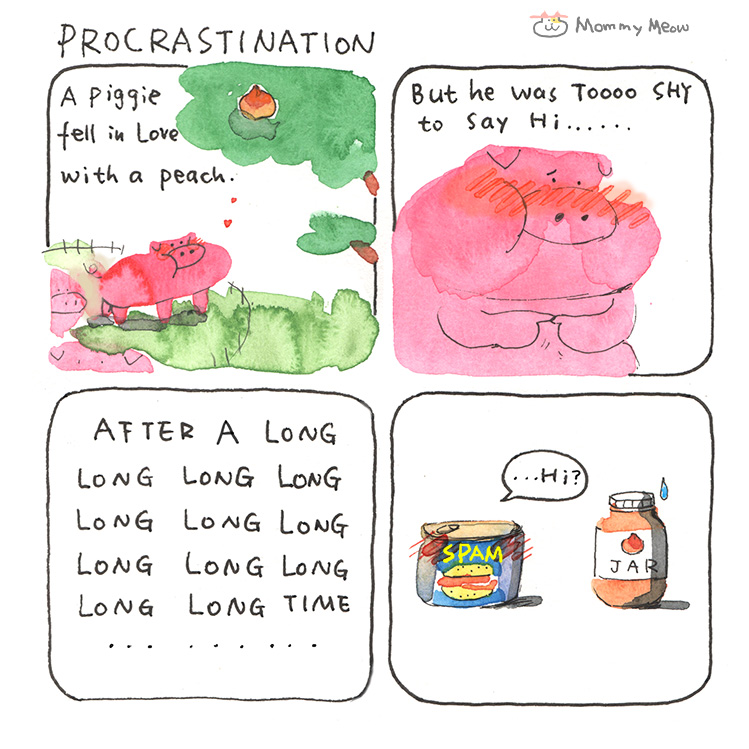 PROCRASTINATION
Mommy Meow
A Piggie
fell in Love
with a peach.
But he was Toooo SHY
to say Hi......
AFTER A LONG
LONG LONG LONG
LONG LONG LONG
LONG LONG LONG
LONG LONG TIME
... ... ...
...Hi?
SPAM
JAR